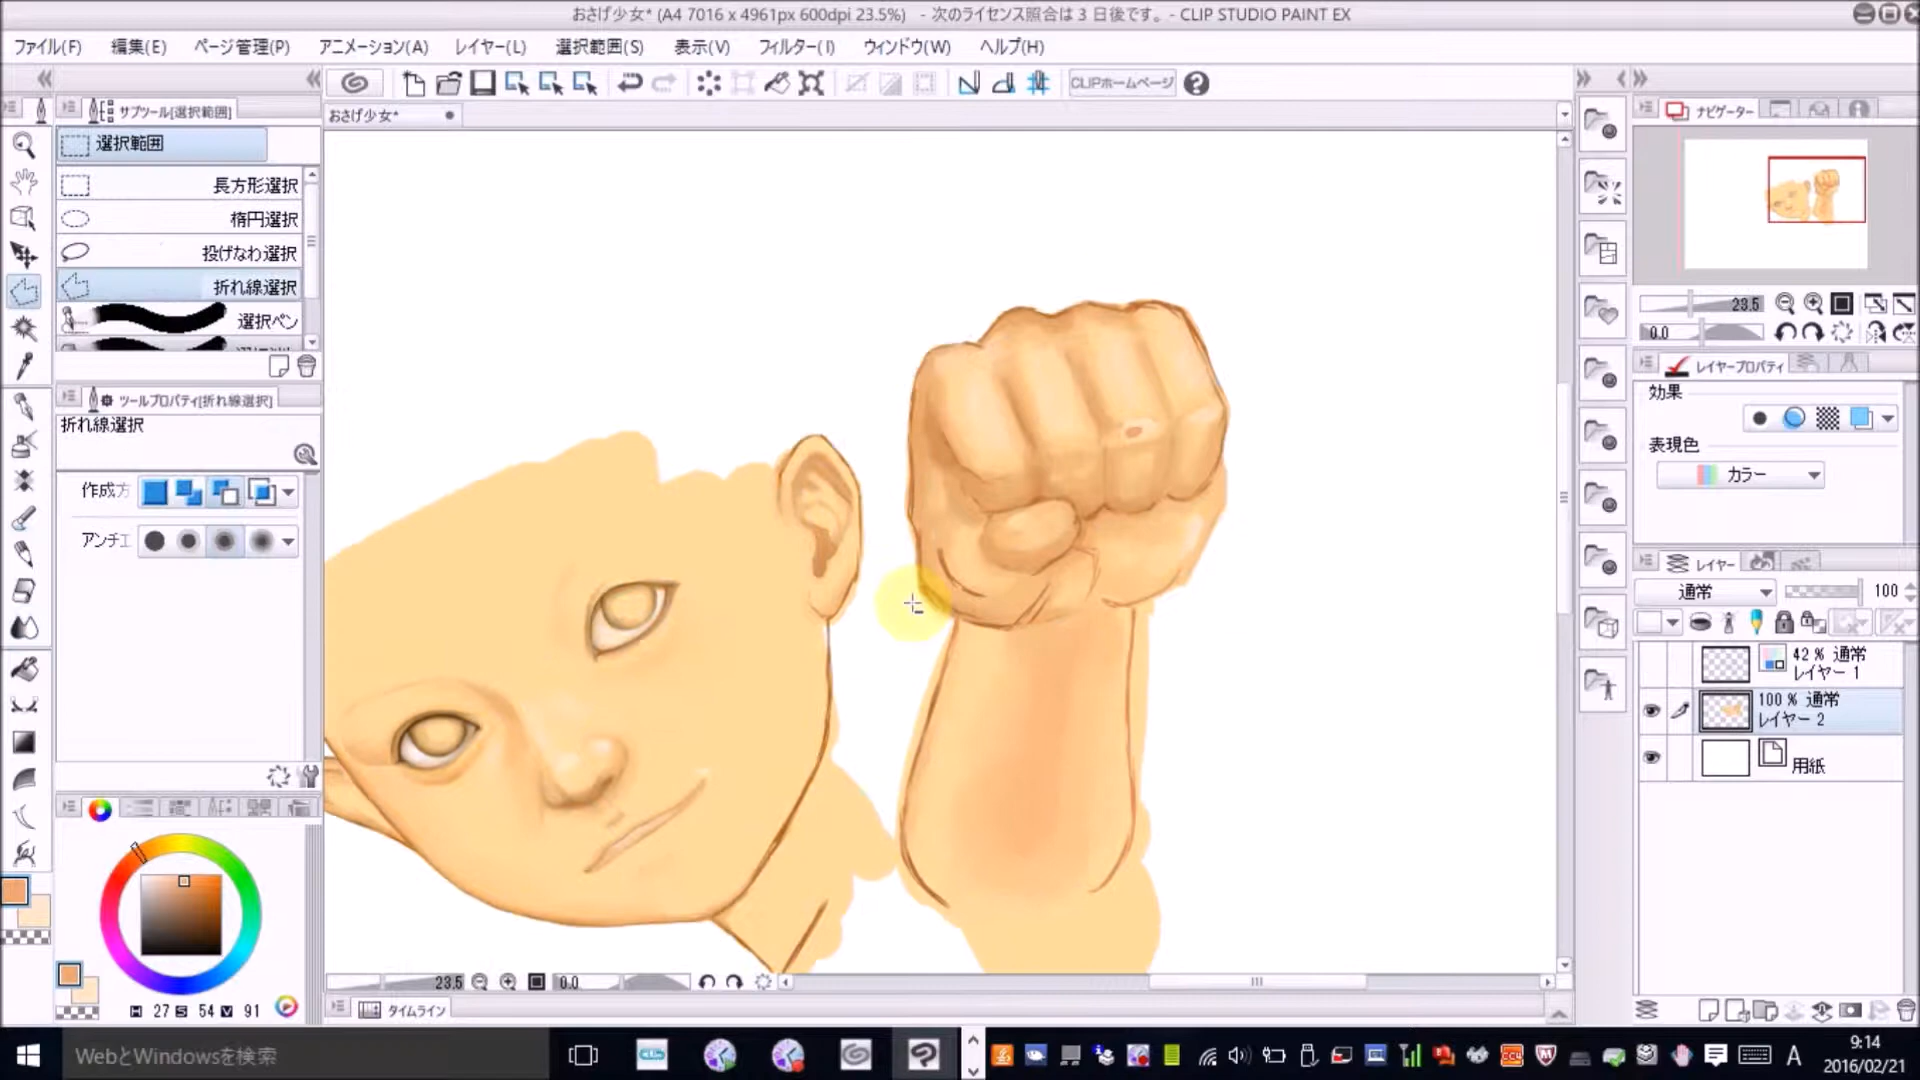 おさげ少女* (A4 7016 x 4961px 600dpi 23.5%) - 次のライセンス照合は 3 日後です。- CLIP STUDIO PAINT EX
ファイル(F) 編集(E) ページ管理(P) アニメーション(A) レイヤー(L) 選択範囲(S) 表示(V) フィルター(I) ウィンドウ(W) ヘルプ(H)
CLIPホームページ
サブツール[選択範囲]
おさげ少女*
ナビゲーター
選択範囲
長方形選択
楕円選択
投げなわ選択
折れ線選択
選択ペン
23.5
0.0
ツールプロパティ[折れ線選択]
折れ線選択
レイヤープロパティ
効果
表現色
カラー
作成方
アンチエ
レイヤー
通常 100
42 % 通常
レイヤー 1
100 % 通常
レイヤー 2
用紙
23.5 0.0
H 27 S 54 V 91
タイムライン
WebとWindowsを検索
CC4
A
9:14
2016/02/21